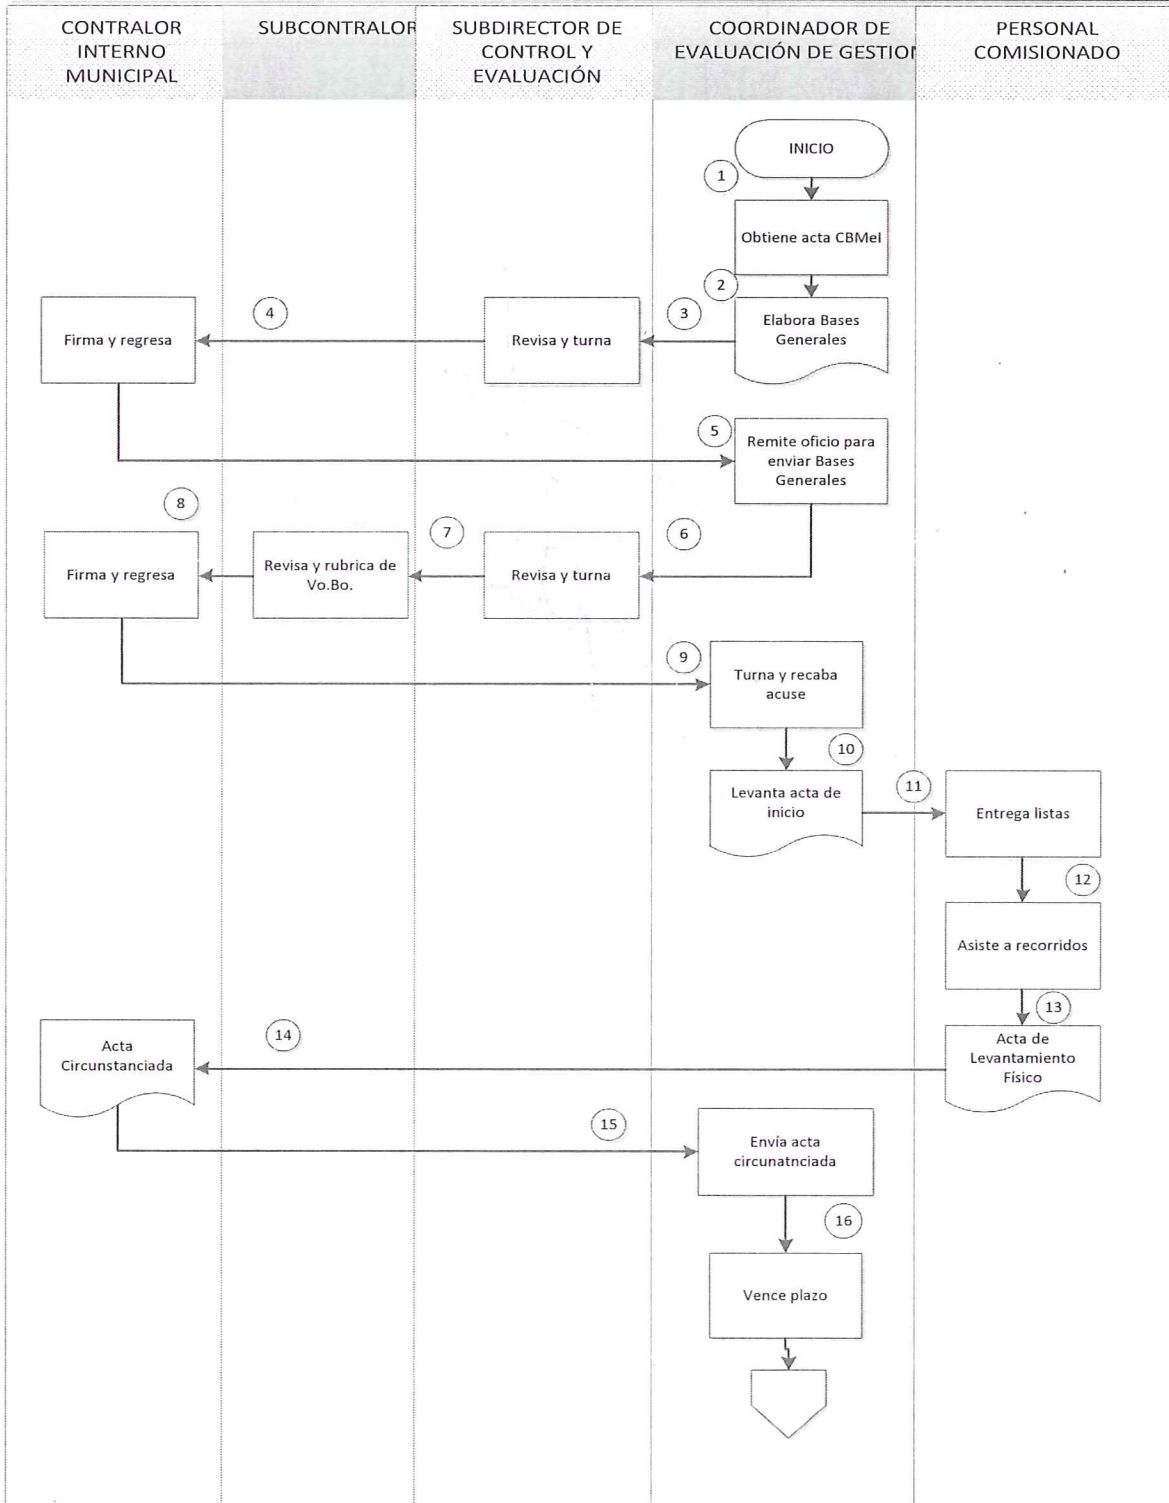 CONTRALOR
INTERNO
MUNICIPAL
SUBCONTRALOR
SUBDIRECTOR DE
CONTROL Y
EVALUACIÓN
COORDINADOR DE
EVALUACIÓN DE GESTION
PERSONAL
COMISIONADO
INICIO
1
Obtiene acta CBMeI
2
Elabora Bases
Generales
3
Revisa y turna
4
Firma y regresa
5
Remite oficio para
enviar Bases
Generales
6
Revisa y turna
7
Revisa y rubrica de
Vo.Bo.
8
Firma y regresa
9
Turna y recaba
acuse
10
Levanta acta de
inicio
11
Entrega listas
12
Asiste a recorridos
13
Acta de
Levantamiento
Físico
14
Acta
Circunstanciada
15
Envía acta
circunatnciada
16
Vence plazo